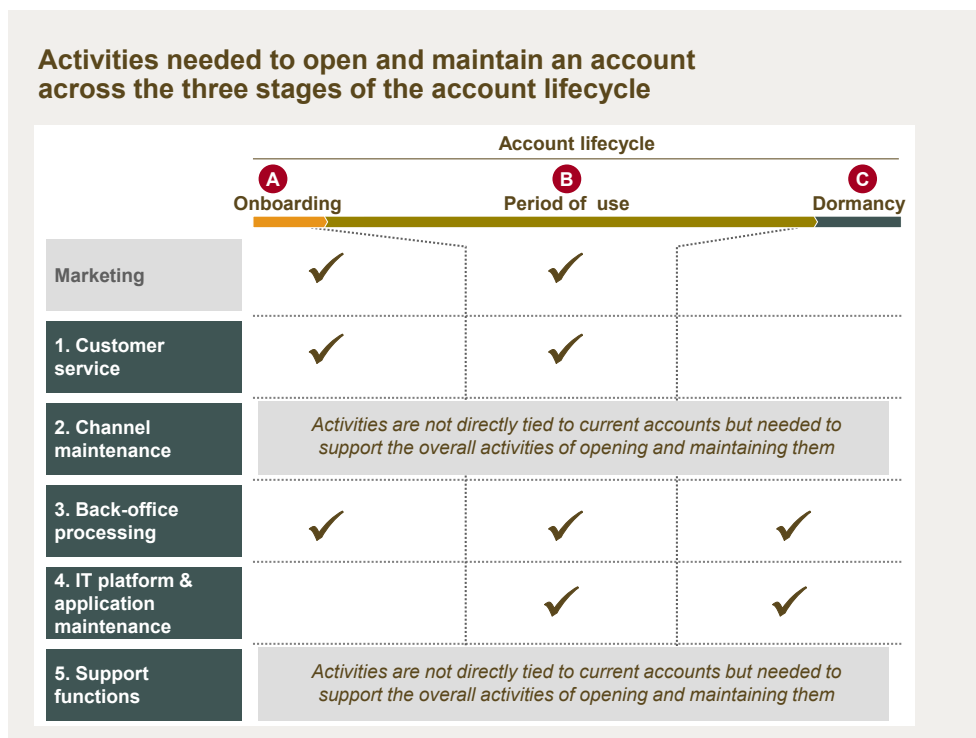 Activities needed to open and maintain an account
across the three stages of the account lifecycle
Account lifecycle
A
B
C
Onboarding
Period of use
Dormancy
Marketing
1. Customer
service
2. Channel
maintenance
Activities are not directly tied to current accounts but needed to
support the overall activities of opening and maintaining them
3. Back-office
processing
4. IT platform &
application
maintenance
5. Support
functions
Activities are not directly tied to current accounts but needed to
support the overall activities of opening and maintaining them